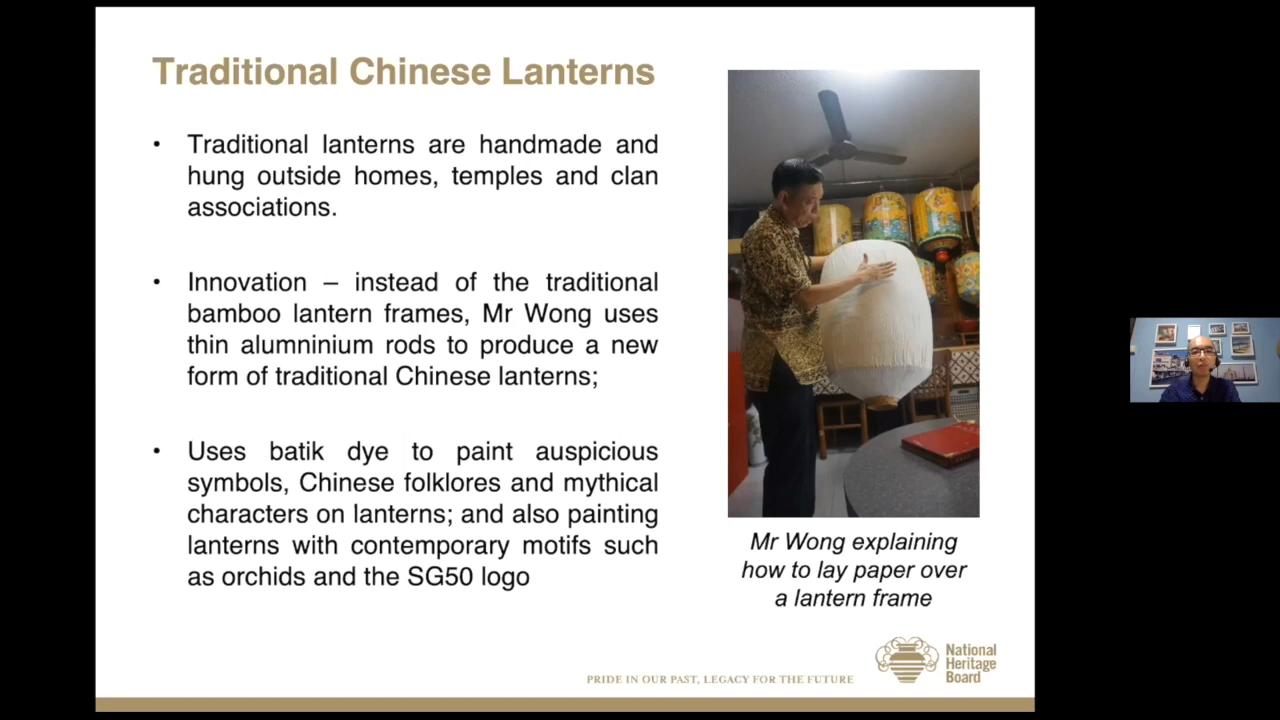 Traditional Chinese Lanterns
• Traditional lanterns are handmade and
hung outside homes, temples and clan
associations.
• Innovation – instead of the traditional
bamboo lantern frames, Mr Wong uses
thin alumninium rods to produce a new
form of traditional Chinese lanterns;
• Uses batik dye to paint auspicious
symbols, Chinese folklores and mythical
characters on lanterns; and also painting
lanterns with contemporary motifs such
as orchids and the SG50 logo
Mr Wong explaining
how to lay paper over
a lantern frame
PRIDE IN OUR PAST, LEGACY FOR THE FUTURE
National
Heritage
Board